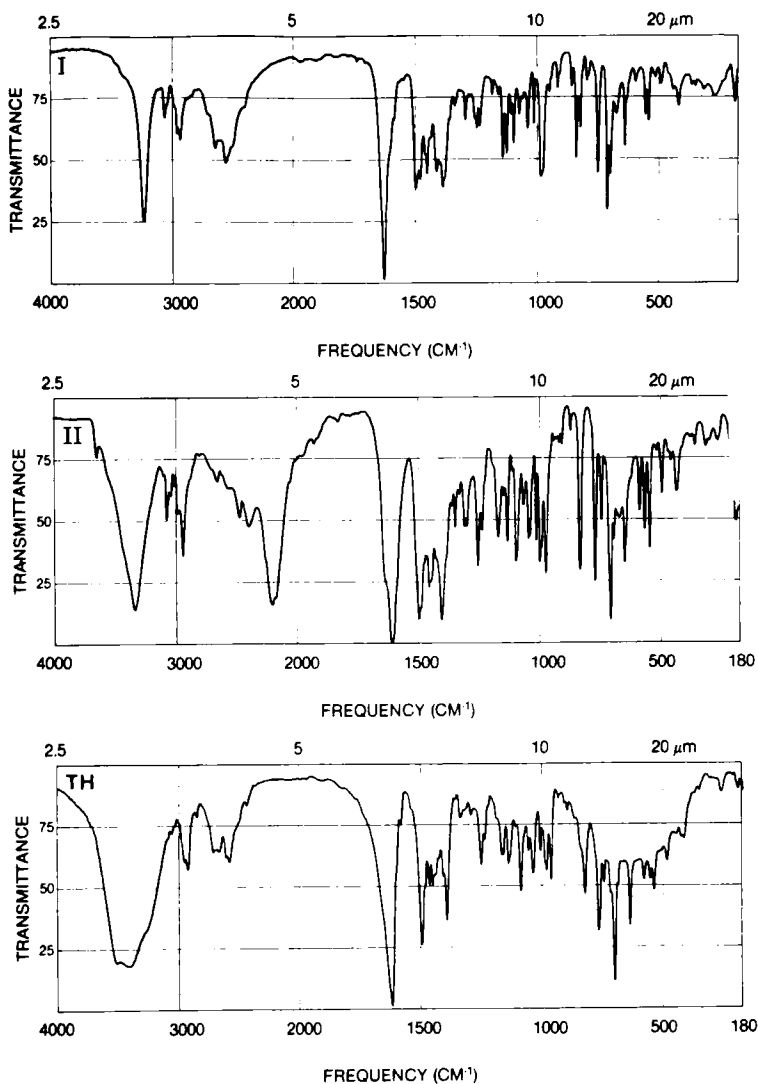 2.5 5 10 20 μm
I
TRANSMITTANCE
75
50
25
4000 3000 2000 1500 1000 500
FREQUENCY (CM-1)
2.5 5 10 20 μm
II
TRANSMITTANCE
75
50
25
4000 3000 2000 1500 1000 500 180
FREQUENCY (CM-1)
2.5 5 10 20 μm
TH
TRANSMITTANCE
75
50
25
4000 3000 2000 1500 1000 500 180
FREQUENCY (CM-1)